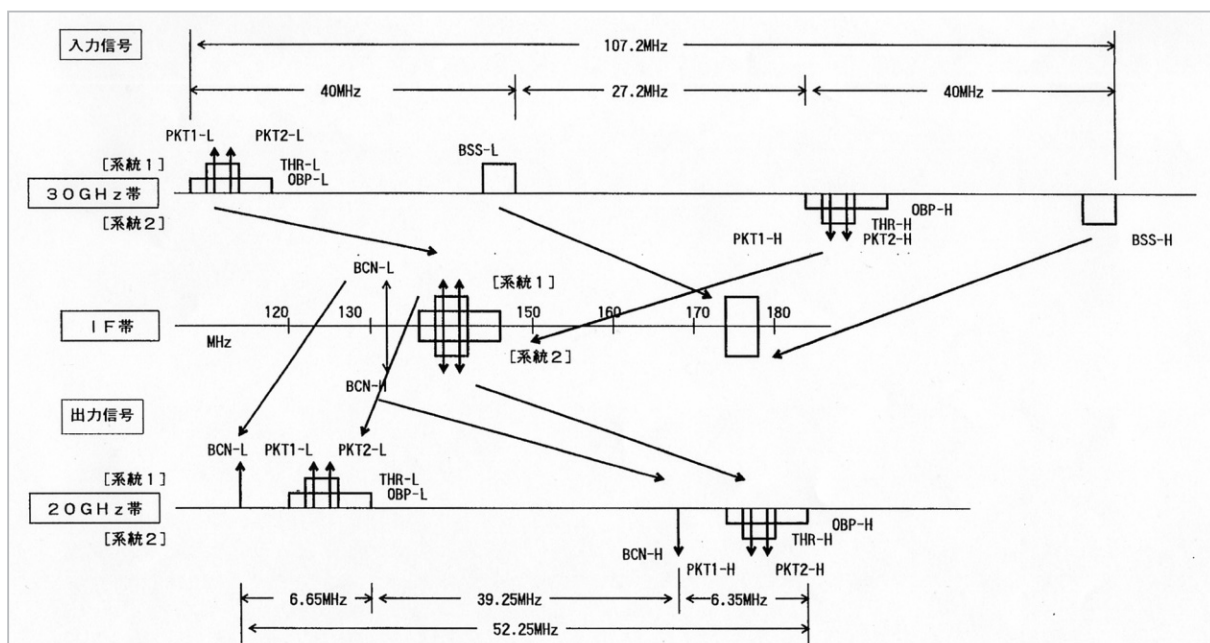 入力信号
107.2MHz
40MHz
27.2MHz
40MHz
PKT1-L
PKT2-L
[系統1]
THR-L
OBP-L
BSS-L
30GHz帯
[系統2]
OBP-H
THR-H
PKT1-H
PKT2-H
BSS-H
BCN-L
[系統1]
120
130
150
160
170
180
IF帯
MHz
[系統2]
BCN-H
出力信号
BCN-L
PKT1-L
PKT2-L
[系統1]
THR-L
OBP-L
20GHz帯
[系統2]
OBP-H
THR-H
BCN-H
PKT1-H
PKT2-H
6.65MHz
39.25MHz
6.35MHz
52.25MHz